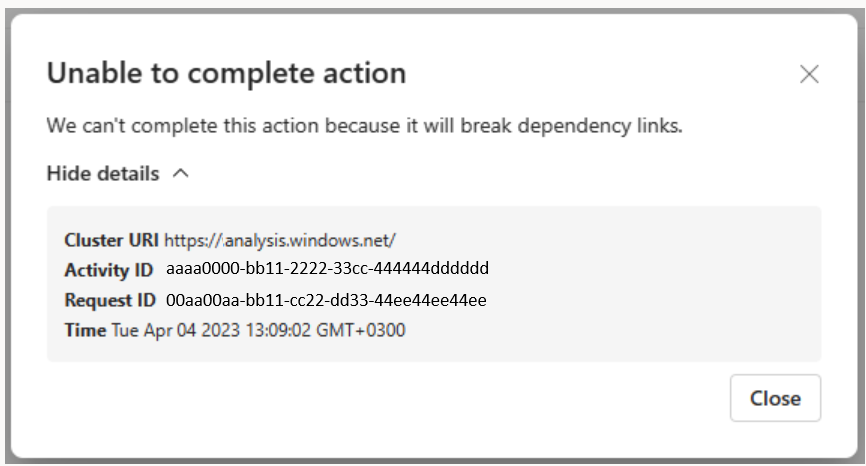 Unable to complete action
We can't complete this action because it will break dependency links.
Hide details
Cluster URI https://analysis.windows.net/
Activity ID aaaa0000-bb11-2222-33cc-444444dddddd
Request ID 00aa00aa-bb11-cc22-dd33-44ee44ee44ee
Time Tue Apr 04 2023 13:09:02 GMT+0300
Close